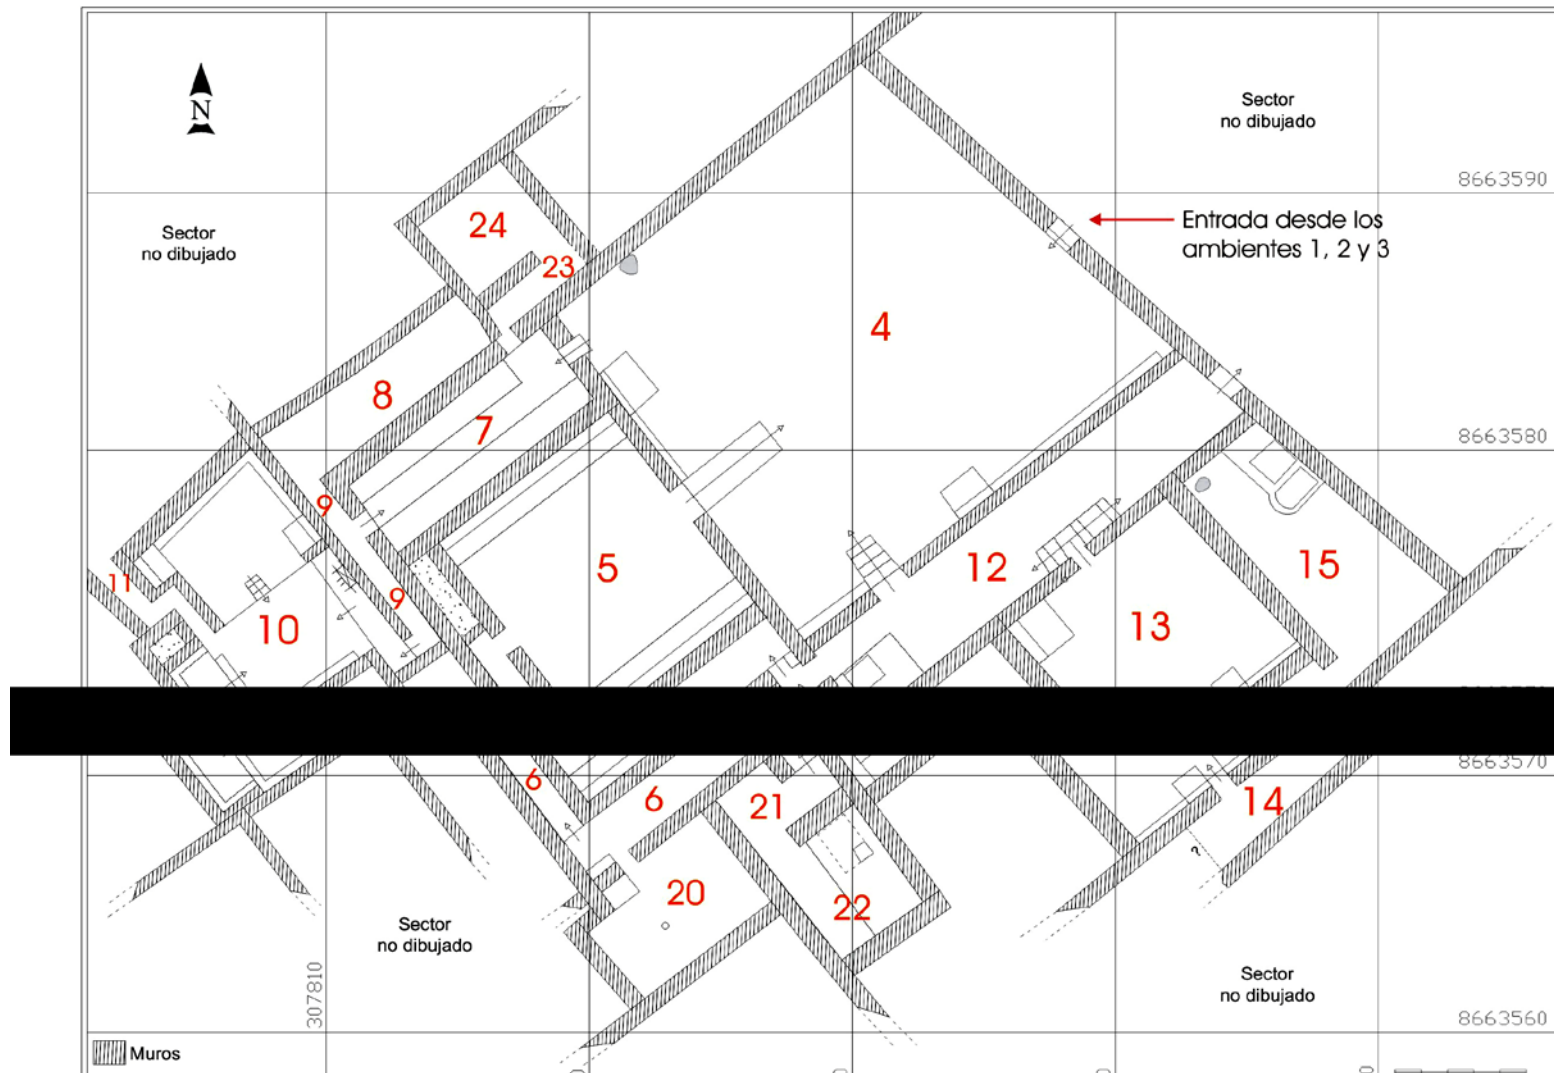 N
Sector
no dibujado
8663590
24
Entrada desde los
ambientes 1, 2 y 3
Sector
no dibujado
23
4
8
7
8663580
9
5
12
15
11
9
10
13
8663570
6
6
21
14
?
20
22
Sector
no dibujado
307810
Sector
no dibujado
8663560
Muros